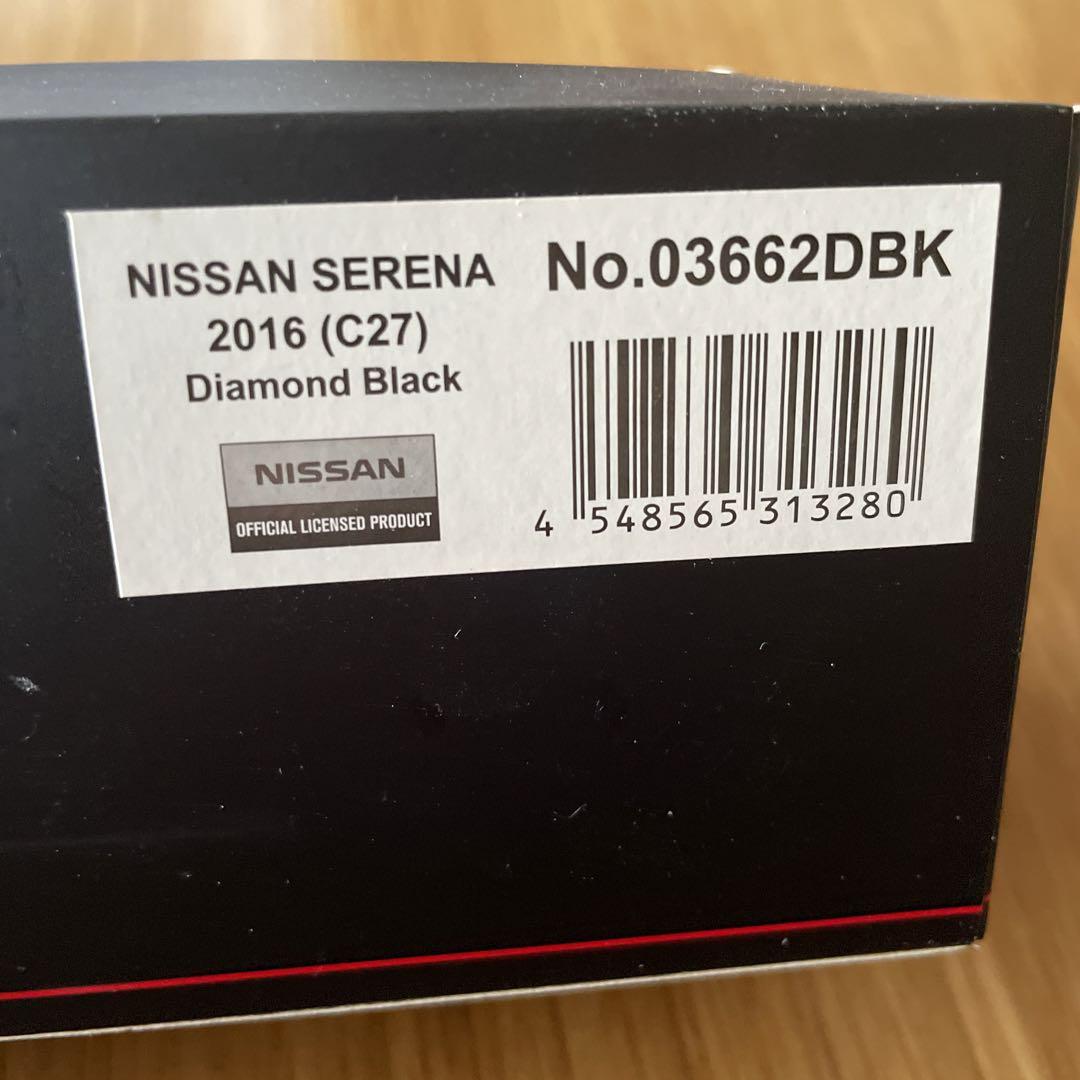 NISSAN SERENA
2016 (C27)
Diamond Black
NISSAN
OFFICIAL LICENSED PRODUCT
No.03662DBK
4 548565 313280